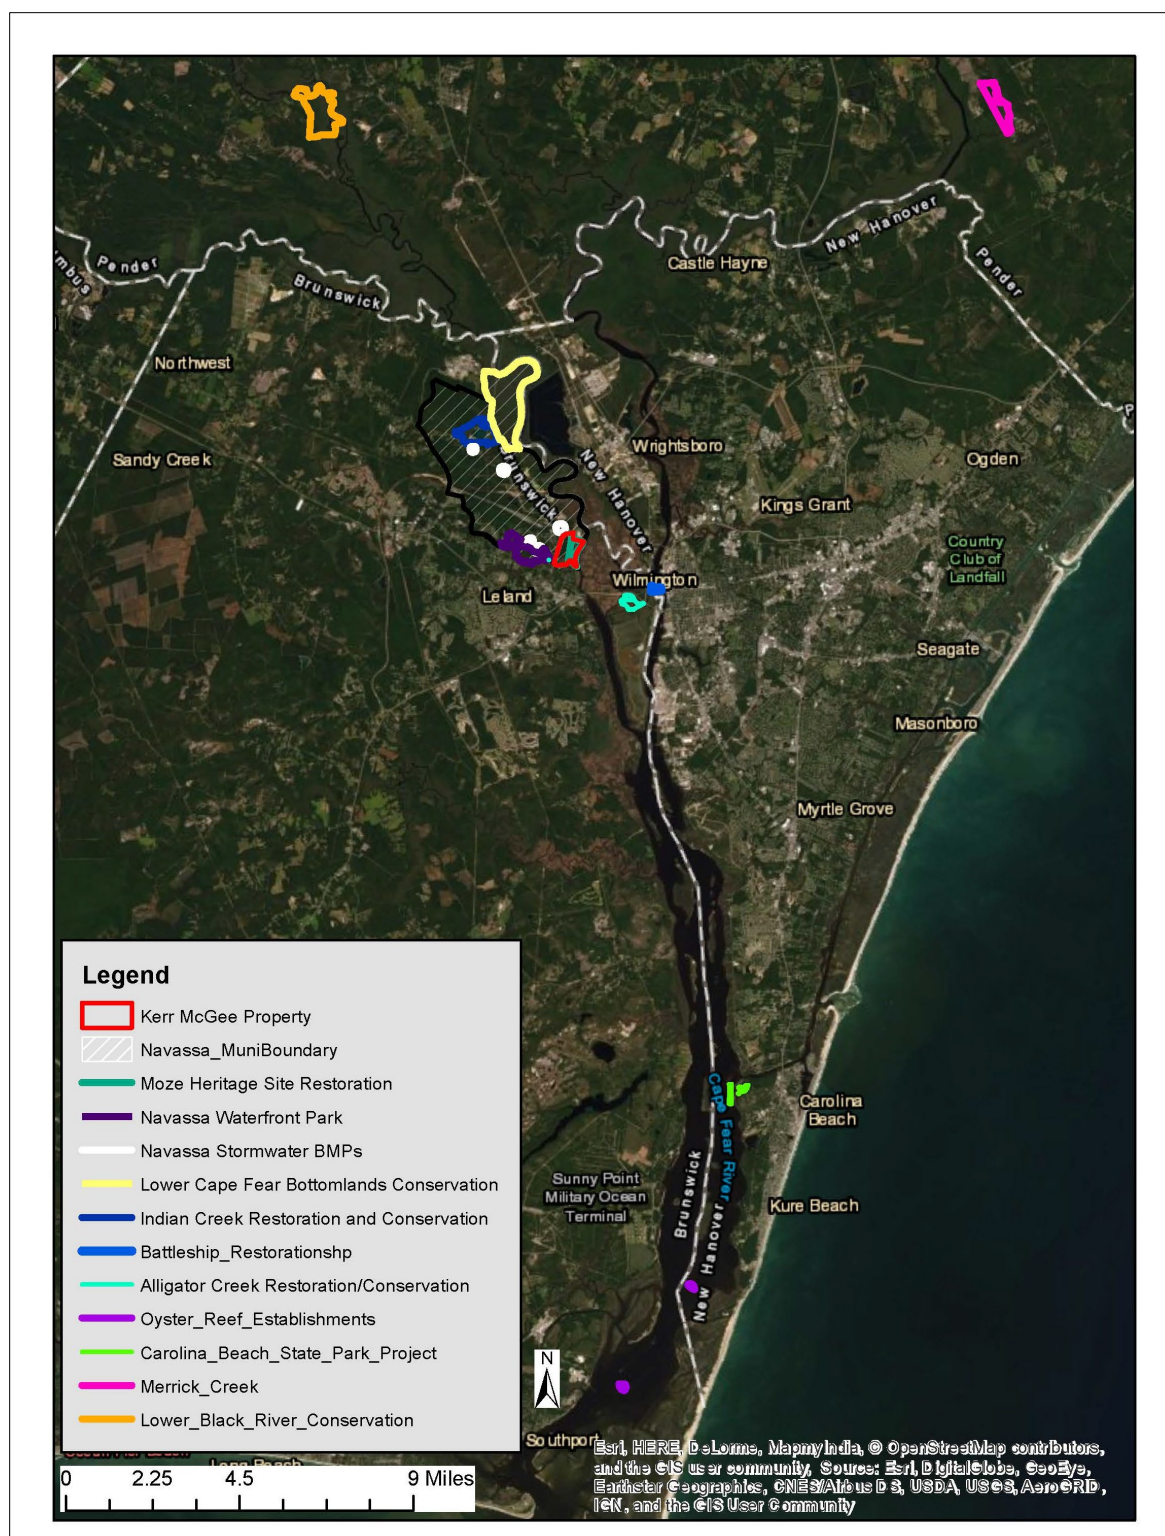 New Hanover
Castle Hayne
Pender
Pender
Brunswick
Northwest
Wrightsboro
Sandy Creek
Ogden
New Hanover
Brunswick
Kings Grant
Country
Club of
Landfall
Wilmington
Leland
Seagate
Masonboro
Myrtle Grove
Legend
Kerr McGee Property
Navassa_MuniBoundary
Moze Heritage Site Restoration
Navassa Waterfront Park
Navassa Stormwater BMPs
Lower Cape Fear Bottomlands Conservation
Indian Creek Restoration and Conservation
Battleship_Restorationshp
Alligator Creek Restoration/Conservation
Oyster_Reef_Establishments
Carolina_Beach_State_Park_Project
Merrick_Creek
Lower_Black_River_Conservation
Cape Fear River
Carolina
Beach
Sunny Point
Military Ocean
Terminal
Brunswick
New Hanover
Kure Beach
N
Southport
0 2.25 4.5 9 Miles
Esri, HERE, DeLorme, MapmyIndia, © OpenStreetMap contributors,
and the GIS user community, Source: Esri, DigitalGlobe, GeoEye,
Earthstar Geographics, CNES/Airbus DS, USDA, USGS, AeroGRID,
IGN, and the GIS User Community